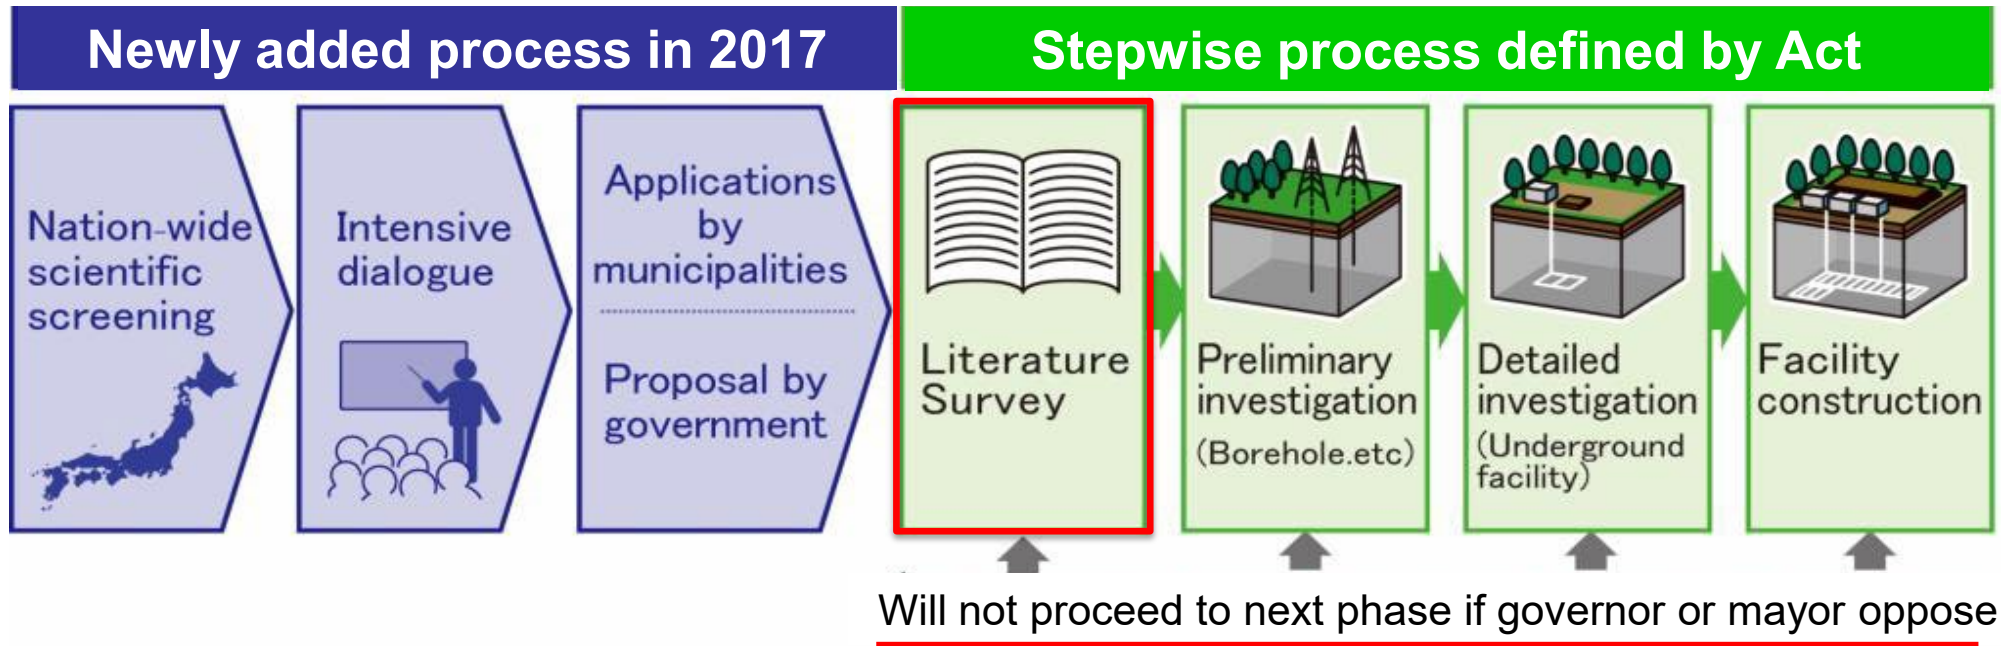 Newly added process in 2017
Stepwise process defined by Act
Nation-wide
scientific
screening
Intensive
dialogue
Applications
by
municipalities
Proposal by
government
Literature
Survey
Preliminary
investigation
(Borehole.etc)
Detailed
investigation
(Underground
facility)
Facility
construction
Will not proceed to next phase if governor or mayor oppose